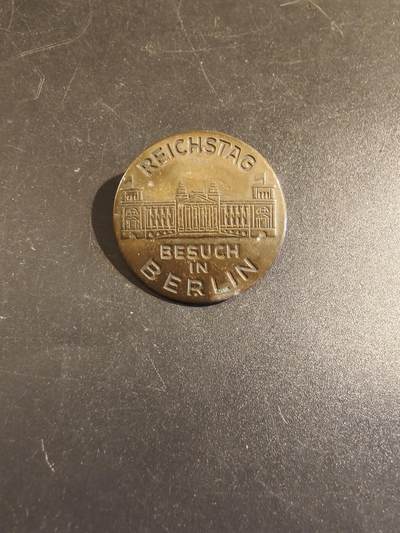 REICHSTAG
BESUCH
IN
BERLIN